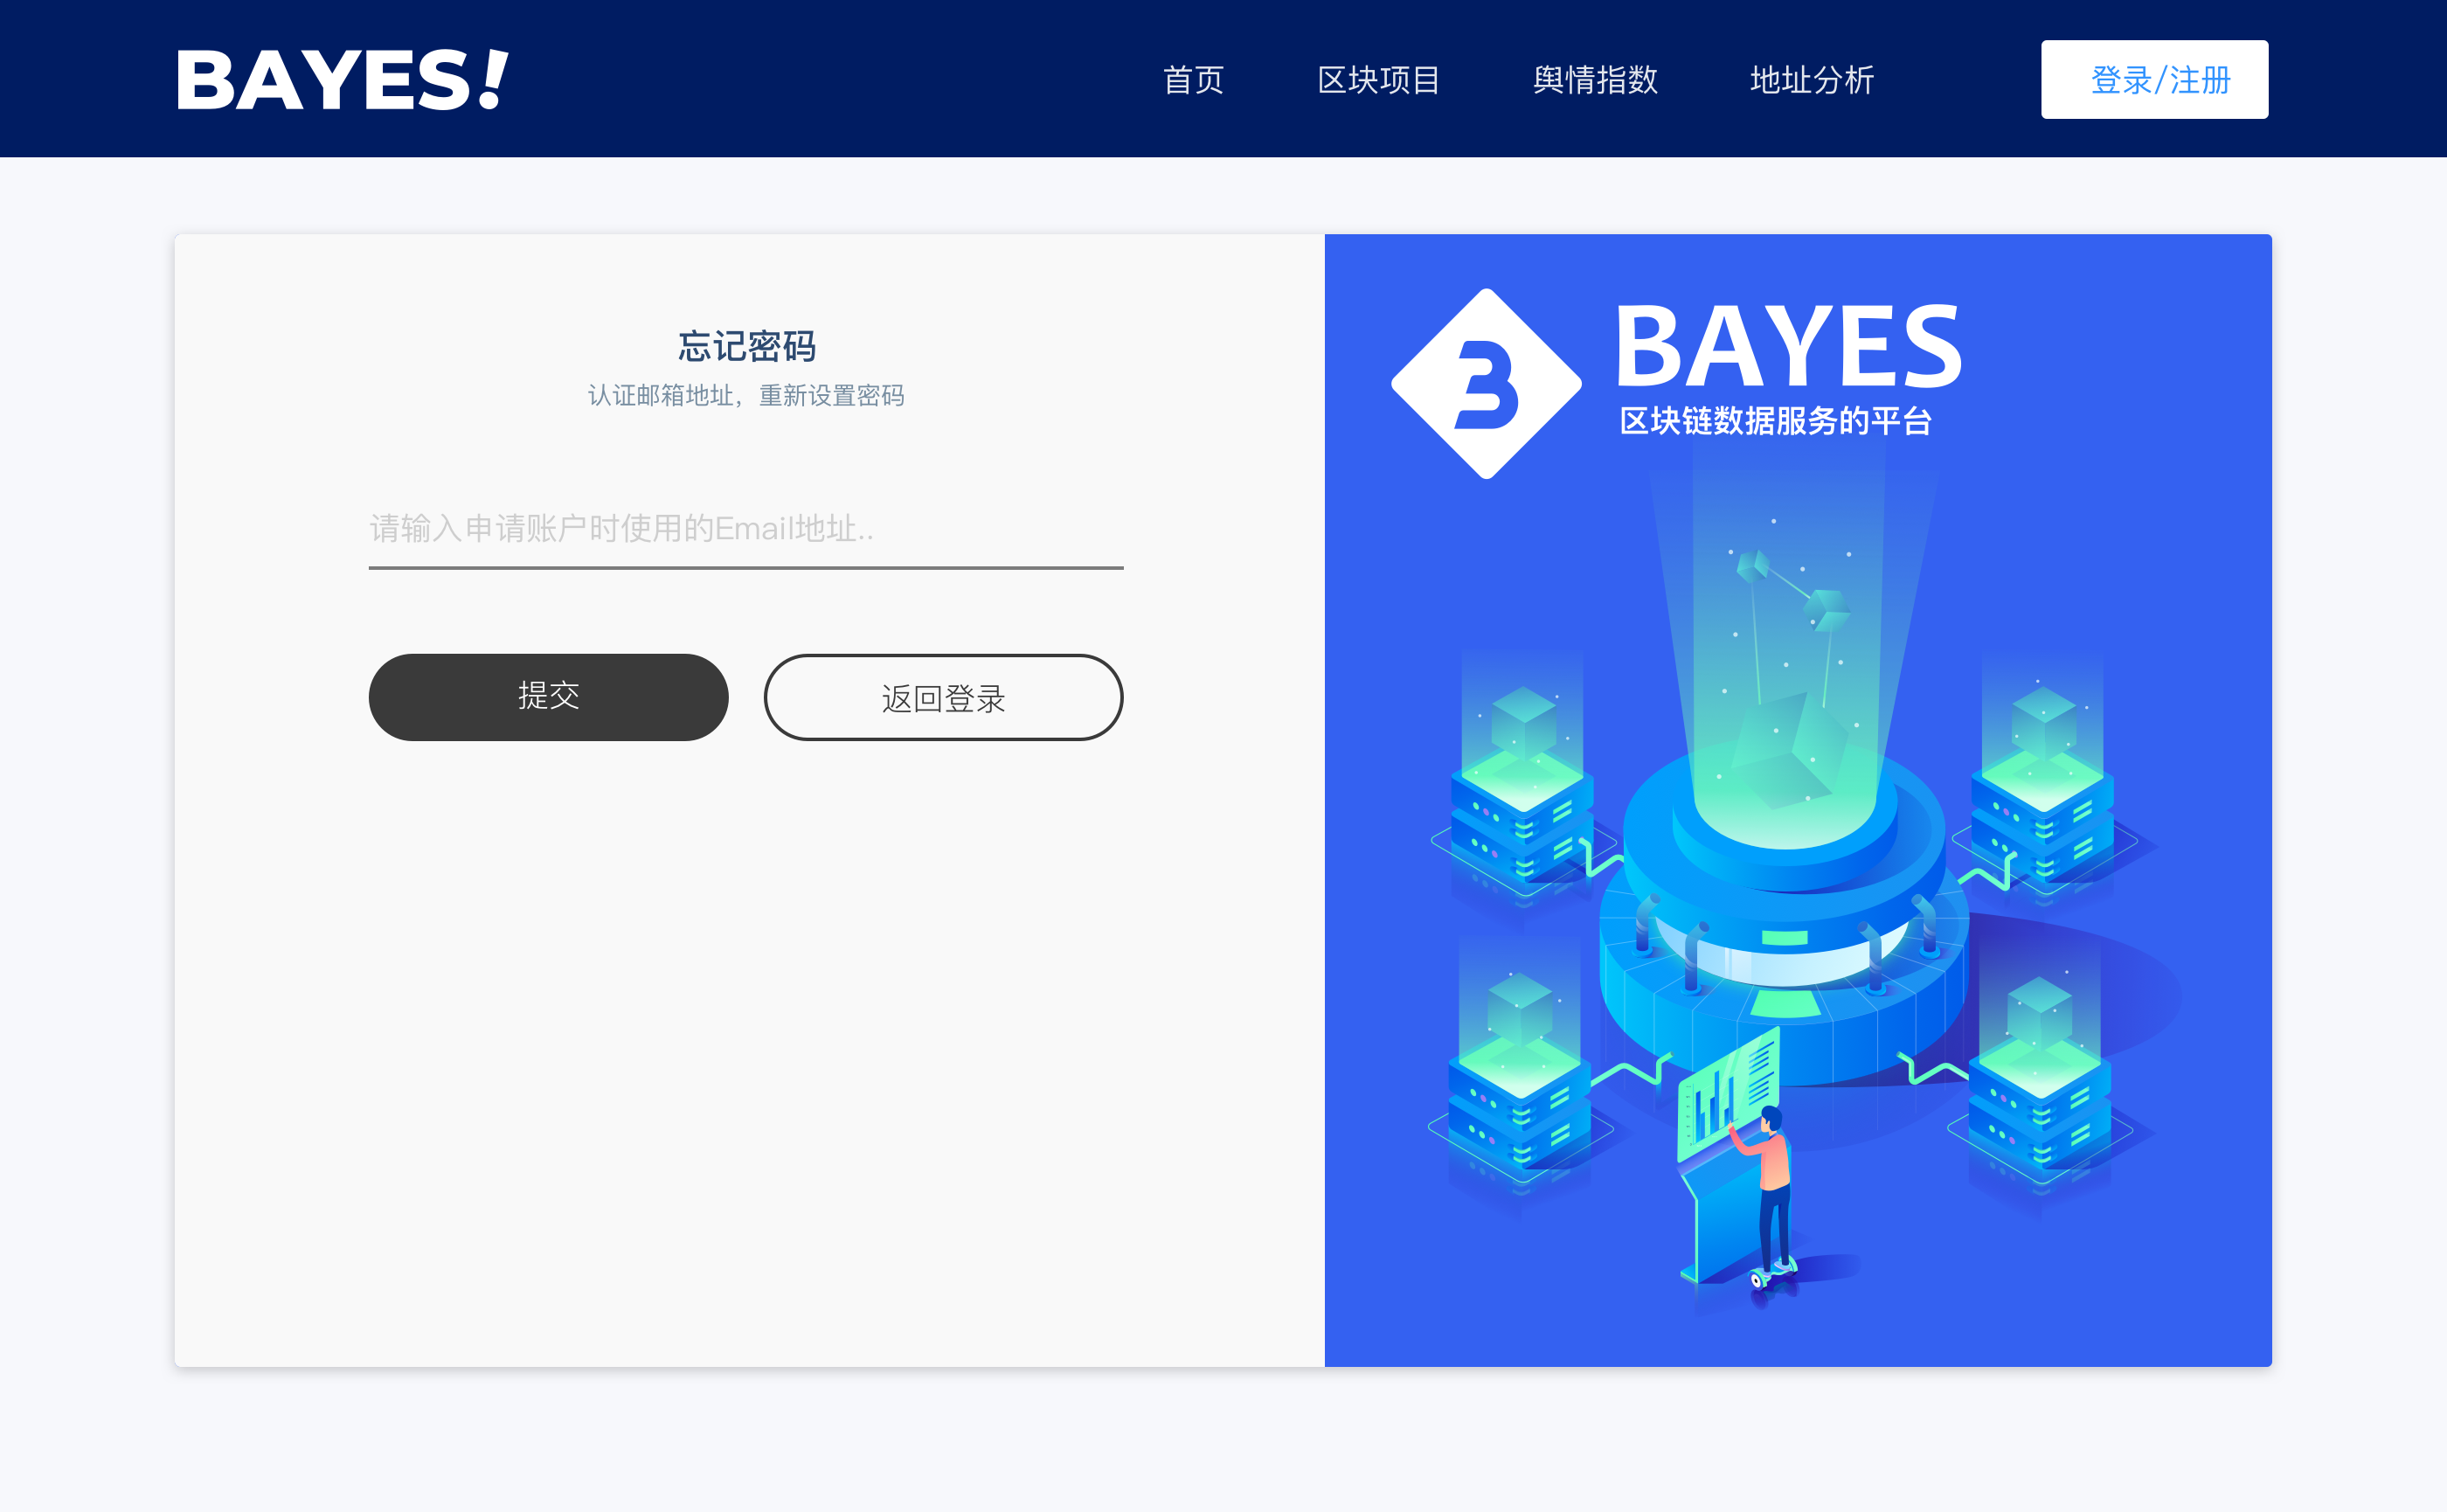 BAYES!
首页
区块项目
舆情指数
地址分析
登录/注册
忘记密码
认证邮箱地址，重新设置密码
请输入申请账户时使用的Email地址..
提交
返回登录
BAYES
区块链数据服务的平台